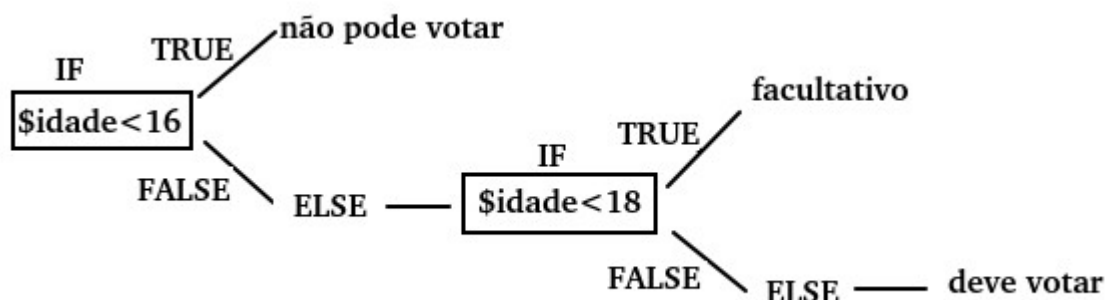 não pode votar
TRUE
IF
$idade<16
facultativo
TRUE
IF
FALSE
ELSE
$idade<18
FALSE
ELSE
deve votar